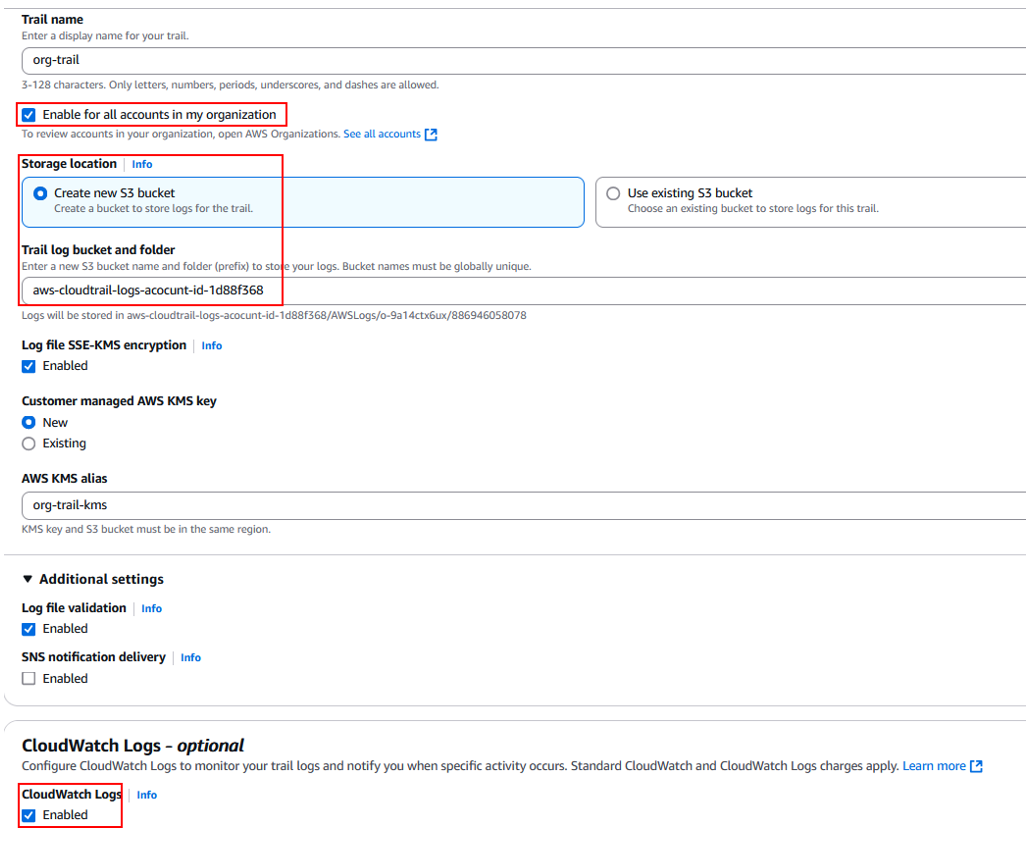 Trail name
Enter a display name for your trail.
org-trail
3-128 characters. Only letters, numbers, periods, underscores, and dashes are allowed.
Enable for all accounts in my organization
To review accounts in your organization, open AWS Organizations. See all accounts
Storage location Info
Create new S3 bucket
Create a bucket to store logs for the trail.
Use existing S3 bucket
Choose an existing bucket to store logs for this trail.
Trail log bucket and folder
Enter a new S3 bucket name and folder (prefix) to store your logs. Bucket names must be globally unique.
aws-cloudtrail-logs-acocunt-id-1d88f368
Logs will be stored in aws-cloudtrail-logs-acocunt-id-1d88f368/AWSLogs/o-9a14ctx6ux/886946058078
Log file SSE-KMS encryption Info
Enabled
Customer managed AWS KMS key
New
Existing
AWS KMS alias
org-trail-kms
KMS key and S3 bucket must be in the same region.
Additional settings
Log file validation Info
Enabled
SNS notification delivery Info
Enabled
CloudWatch Logs - optional
Configure CloudWatch Logs to monitor your trail logs and notify you when specific activity occurs. Standard CloudWatch and CloudWatch Logs charges apply. Learn more
CloudWatch Logs Info
Enabled